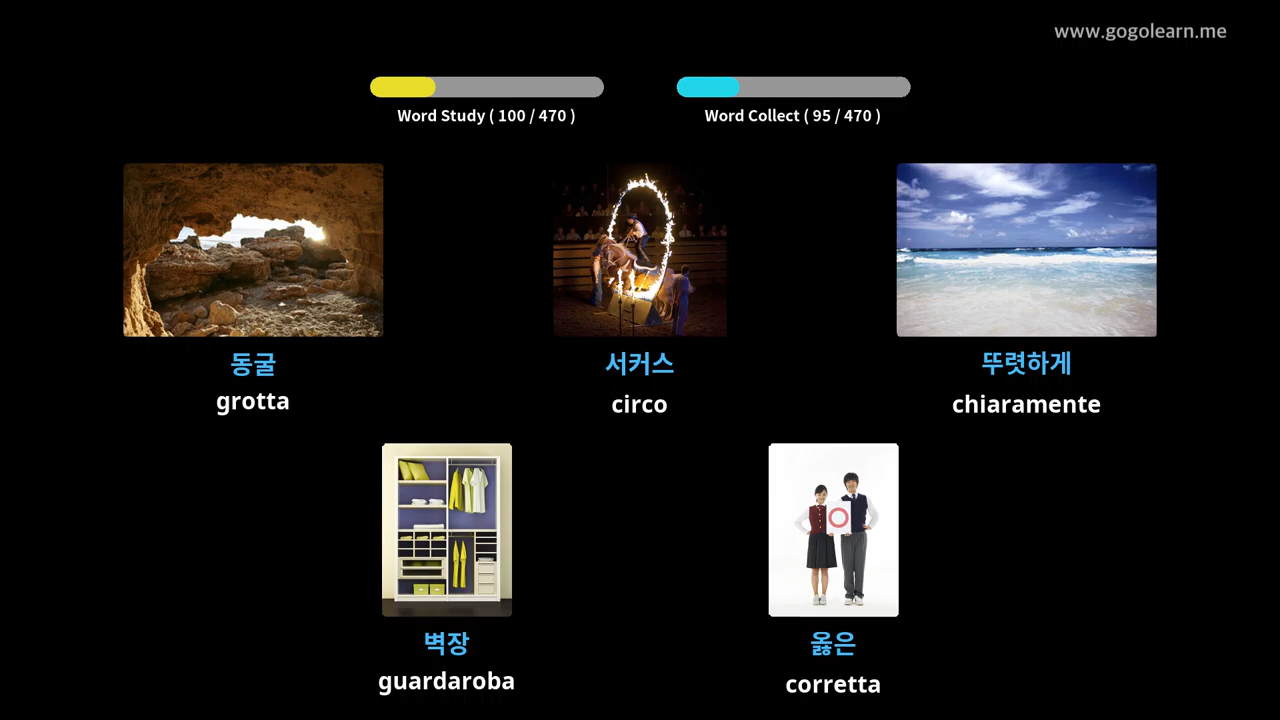 www.gogolearn.me
Word Study ( 100 / 470 )
Word Collect ( 95 / 470 )
동굴
grotta
서커스
circo
뚜렷하게
chiaramente
벽장
guardaroba
옳은
corretta